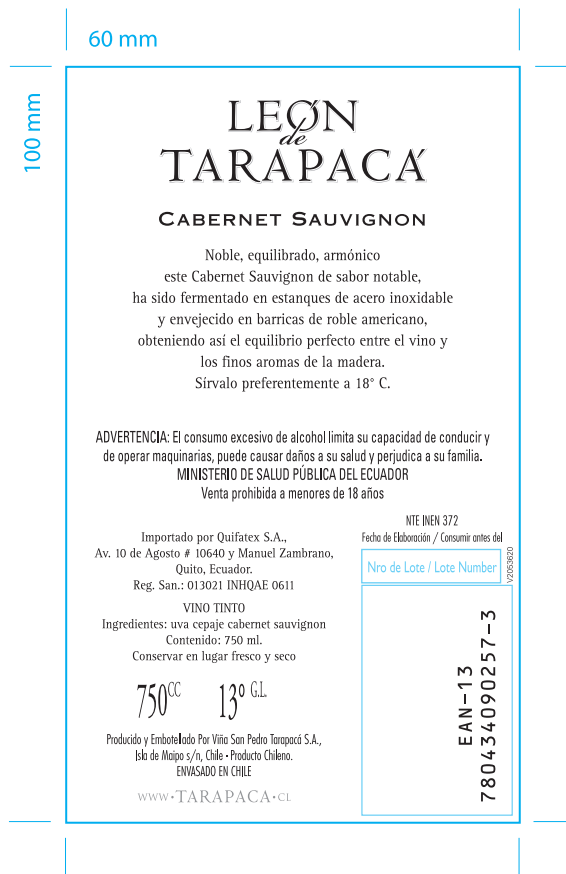 60 mm
100 mm
LEÓN
de
TARAPACÁ
CABERNET SAUVIGNON
Noble, equilibrado, armónico
este Cabernet Sauvignon de sabor notable,
ha sido fermentado en estanques de acero inoxidable
y envejecido en barricas de roble americano,
obteniendo así el equilibrio perfecto entre el vino y
los finos aromas de la madera.
Sírvalo preferentemente a 18° C.
ADVERTENCIA: El consumo excesivo de alcohol limita su capacidad de conducir y
de operar maquinarias, puede causar daños a su salud y perjudica a su familia.
MINISTERIO DE SALUD PÚBLICA DEL ECUADOR
Venta prohibida a menores de 18 años
Importado por Quifatex S.A.,
Av. 10 de Agosto # 10640 y Manuel Zambrano,
Quito, Ecuador.
Reg. San.: 013021 INHQAE 0611
VINO TINTO
Ingredientes: uva cepaje cabernet sauvignon
Contenido: 750 ml.
Conservar en lugar fresco y seco
750CC 13° G.L.
Producido y Embotellado Por Viña San Pedro Tarapacá S.A.,
Isla de Maipo s/n, Chile • Producto Chileno.
ENVASADO EN CHILE
WWW•TARAPACA•CL
NTE INEN 372
Fecha de Elaboración / Consumir antes del
Nro de Lote / Lote Number
V2053620
EAN-13
7804340902573-3